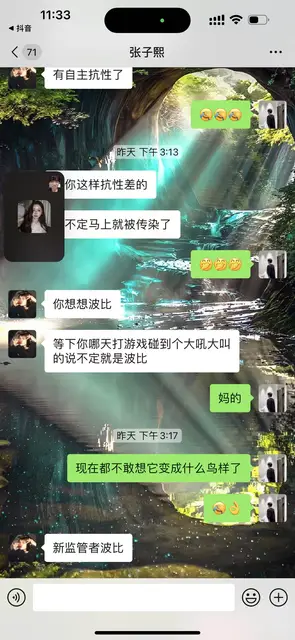 11:33
抖音
71
张子熙
有自主抗性了
昨天 下午 3:13
你这样抗性差的
不定马上就被传染了
你想想波比
等下你哪天打游戏碰到个大吼大叫
的说不定就是波比
妈的
昨天 下午 3:17
现在都不敢想它变成什么鸟样了
新监管者波比